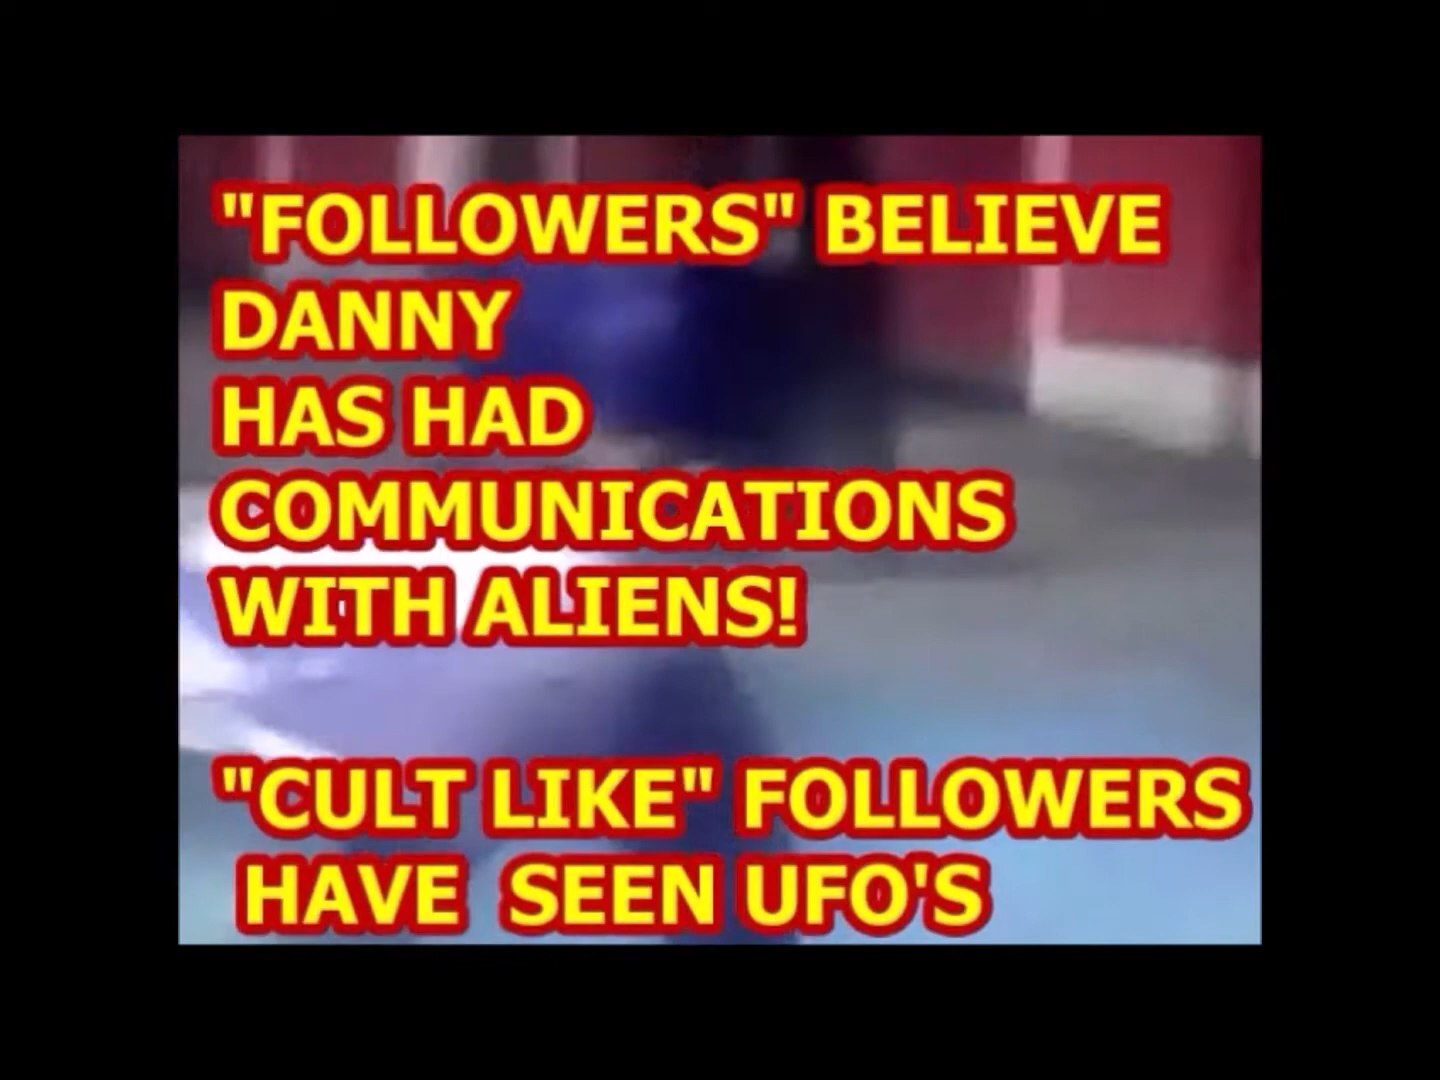 "FOLLOWERS" BELIEVE
DANNY
HAS HAD
COMMUNICATIONS
WITH ALIENS!
"CULT LIKE" FOLLOWERS
HAVE SEEN UFO'S